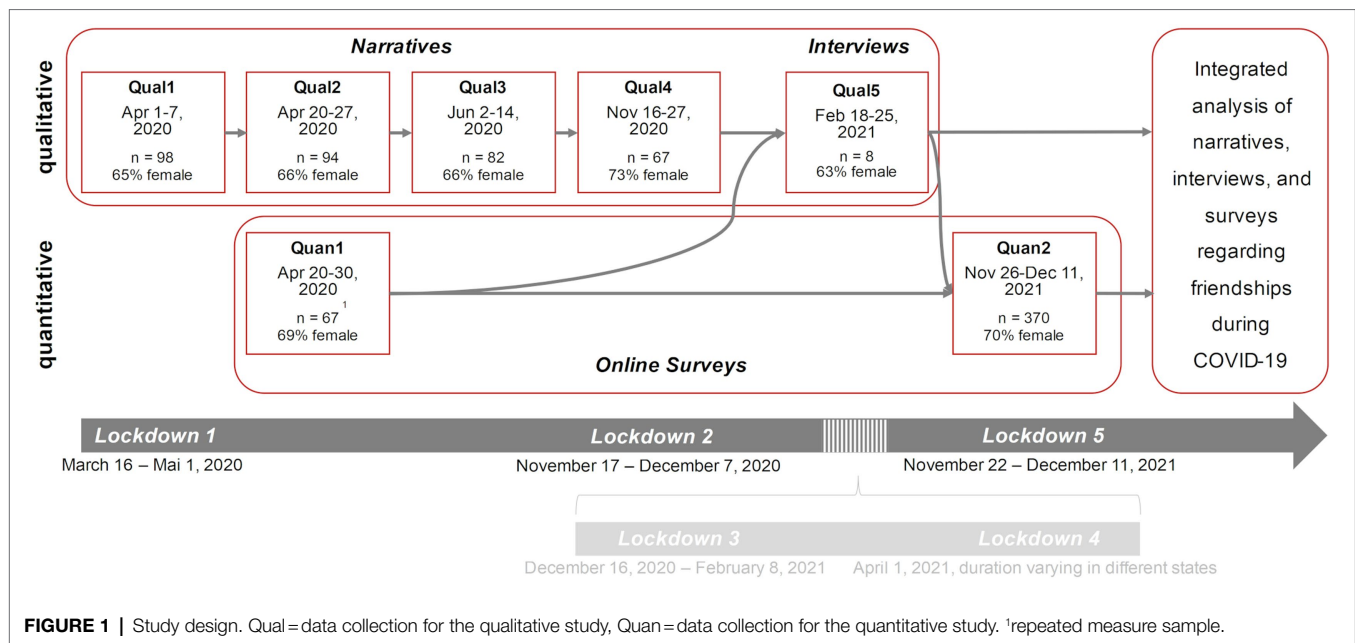 qualitative
Narratives
Interviews
Qual1
Apr 1-7,
2020
n = 98
65% female
Qual2
Apr 20-27,
2020
n = 94
66% female
Qual3
Jun 2-14,
2020
n = 82
66% female
Qual4
Nov 16-27,
2020
n = 67
73% female
Qual5
Feb 18-25,
2021
n = 8
63% female
Integrated
analysis of
narratives,
interviews, and
surveys
regarding
friendships
during
COVID-19
quantitative
Quan1
Apr 20-30,
2020
n = 67 1
69% female
Quan2
Nov 26-Dec 11,
2021
n = 370
70% female
Online Surveys
Lockdown 1
Lockdown 2
Lockdown 5
March 16 – Mai 1, 2020
November 17 – December 7, 2020
November 22 – December 11, 2021
Lockdown 3
Lockdown 4
December 16, 2020 – February 8, 2021
April 1, 2021, duration varying in different states
FIGURE 1 | Study design. Qual = data collection for the qualitative study, Quan = data collection for the quantitative study. ¹repeated measure sample.